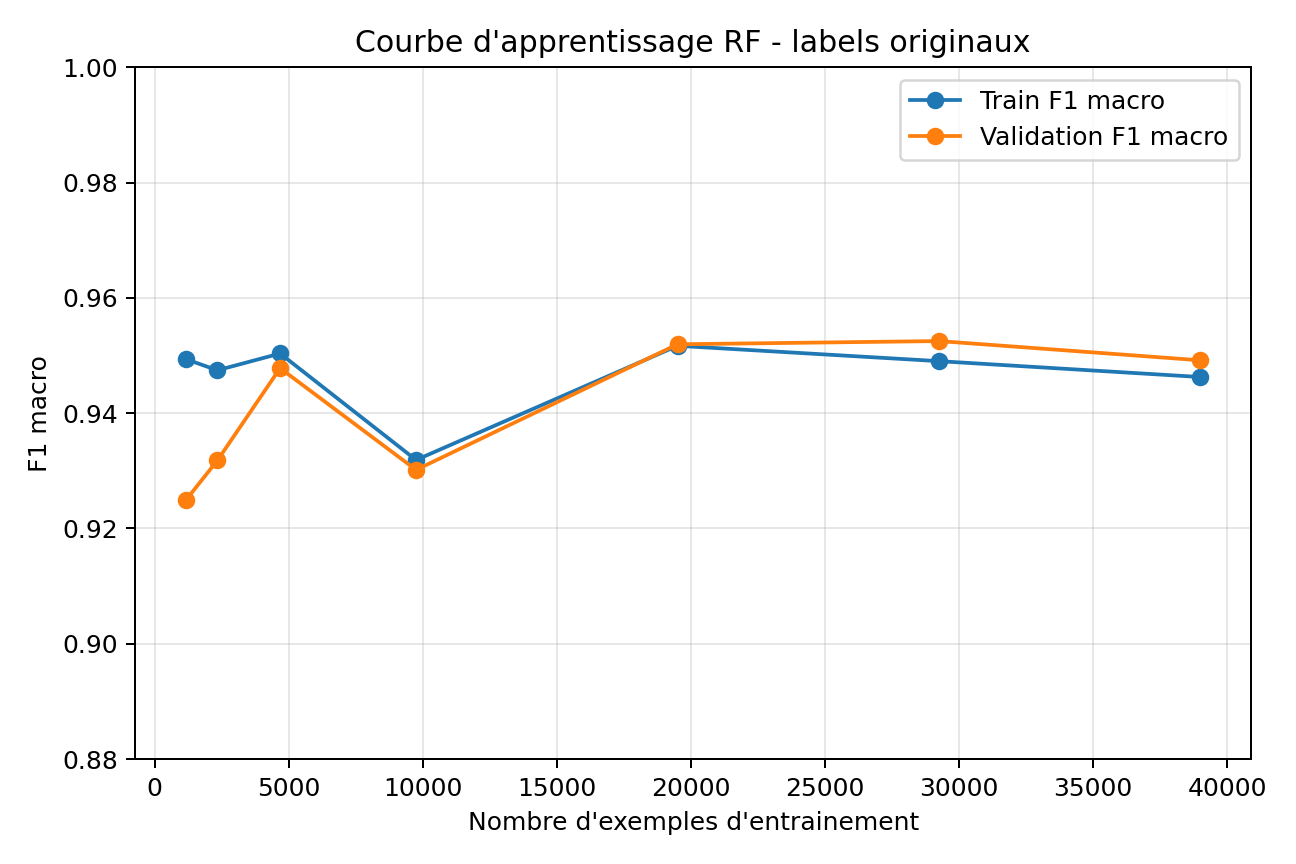 Courbe d'apprentissage RF - labels originaux
1.00
0.98
0.96
0.94
0.92
0.90
0.88
F1 macro
Train F1 macro
Validation F1 macro
0 5000 10000 15000 20000 25000 30000 35000 40000
Nombre d'exemples d'entrainement